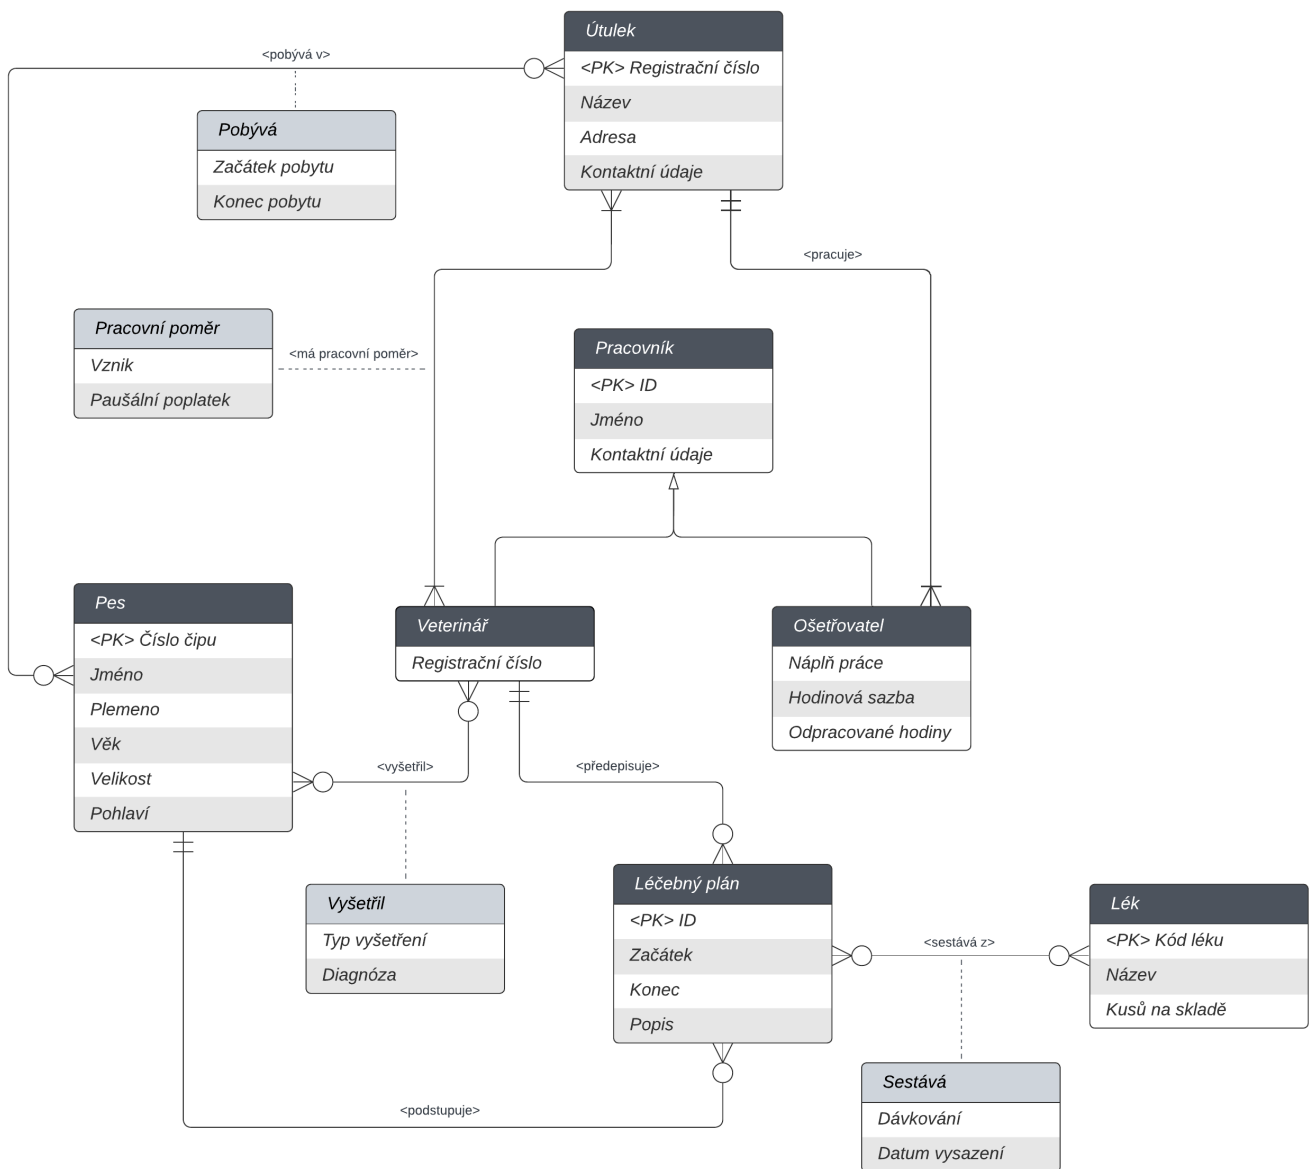 Útulek
<PK> Registrační číslo
Název
Adresa
Kontaktní údaje
<pobývá v>
Pobývá
Začátek pobytu
Konec pobytu
<pracuje>
Pracovní poměr
Vznik
Paušální poplatek
<má pracovní poměr>
Pracovník
<PK> ID
Jméno
Kontaktní údaje
Pes
<PK> Číslo čipu
Jméno
Plemeno
Věk
Velikost
Pohlaví
Veterinář
Registrační číslo
Ošetřovatel
Náplň práce
Hodinová sazba
Odpracované hodiny
<vyšetřil>
<předepisuje>
Vyšetřil
Typ vyšetření
Diagnóza
Léčebný plán
<PK> ID
Začátek
Konec
Popis
<sestává z>
Lék
<PK> Kód léku
Název
Kusů na skladě
Sestává
Dávkování
Datum vysazení
<podstupuje>